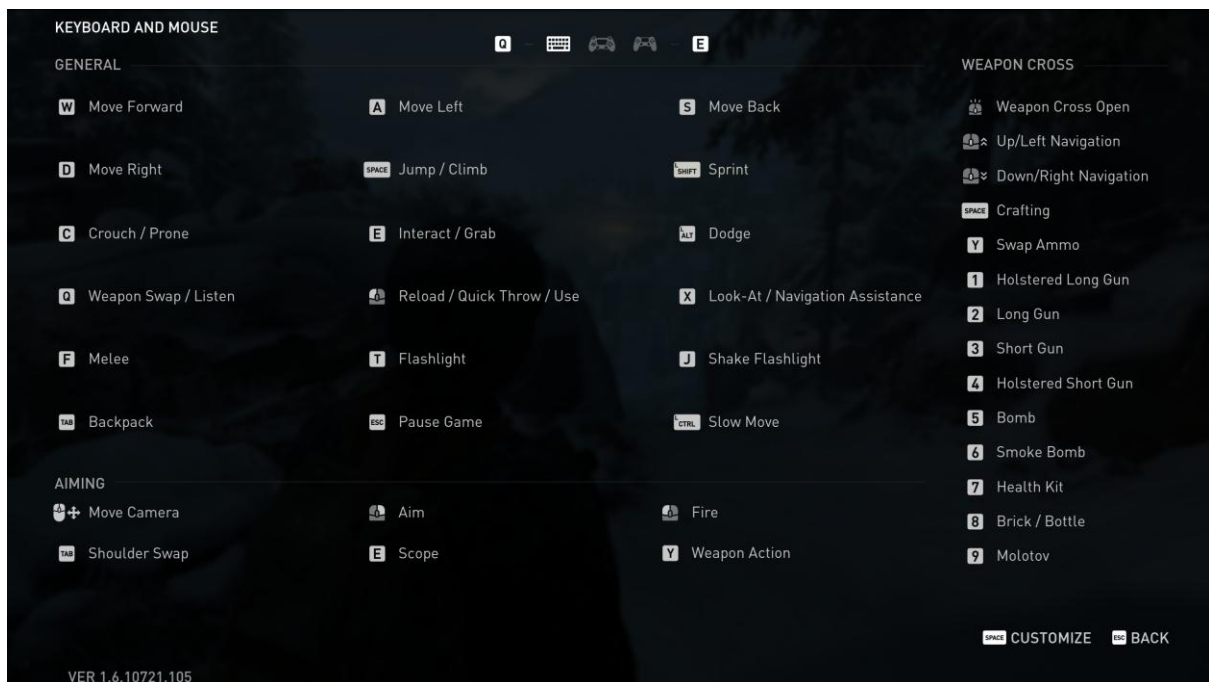 KEYBOARD AND MOUSE
Q E
GENERAL
W Move Forward
A Move Left
S Move Back
D Move Right
SPACE Jump / Climb
L SHIFT Sprint
C Crouch / Prone
E Interact / Grab
L ALT Dodge
Q Weapon Swap / Listen
Reload / Quick Throw / Use
X Look-At / Navigation Assistance
F Melee
T Flashlight
J Shake Flashlight
TAB Backpack
ESC Pause Game
L CTRL Slow Move
AIMING
Move Camera
Aim
Fire
TAB Shoulder Swap
E Scope
Y Weapon Action
WEAPON CROSS
Weapon Cross Open
Up/Left Navigation
Down/Right Navigation
SPACE Crafting
Y Swap Ammo
1 Holstered Long Gun
2 Long Gun
3 Short Gun
4 Holstered Short Gun
5 Bomb
6 Smoke Bomb
7 Health Kit
8 Brick / Bottle
9 Molotov
SPACE CUSTOMIZE ESC BACK
VER 1.6.10721.105